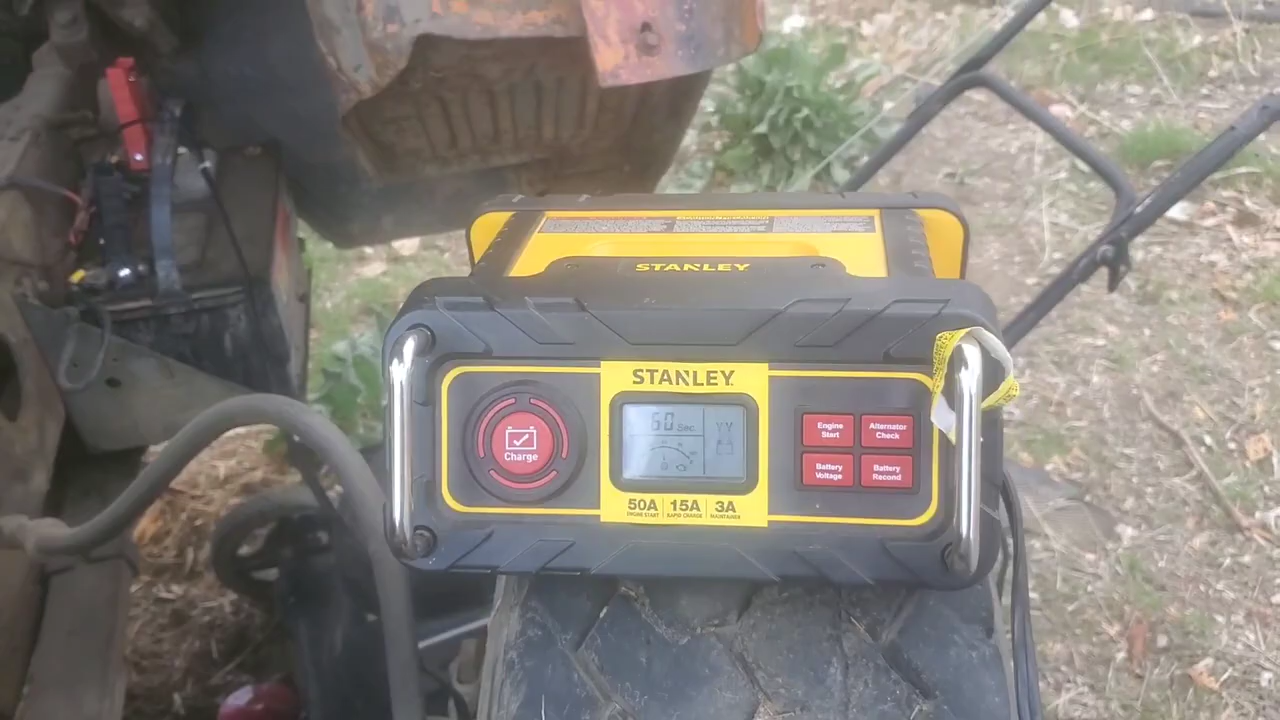 STANLEY
STANLEY
60 Sec.
Charge
Engine Start
Alternator Check
Battery Voltage
Battery Recond
50A 15A 3A
ENGINE START RAPID CHARGE MAINTAINER